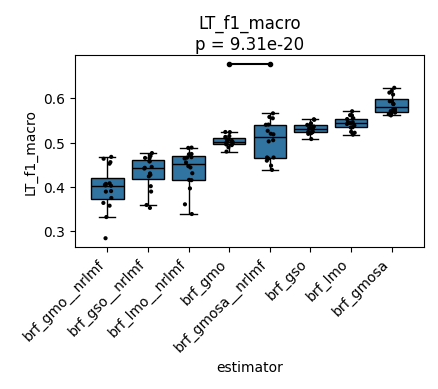 LT_f1_macro
p = 9.31e-20
LT_f1_macro
0.6
0.5
0.4
0.3
brf_gmo__nrlmf
brf_gso__nrlmf
brf_lmo__nrlmf
brf_gmo
brf_gmosa__nrlmf
brf_gso
brf_lmo
brf_gmosa
estimator